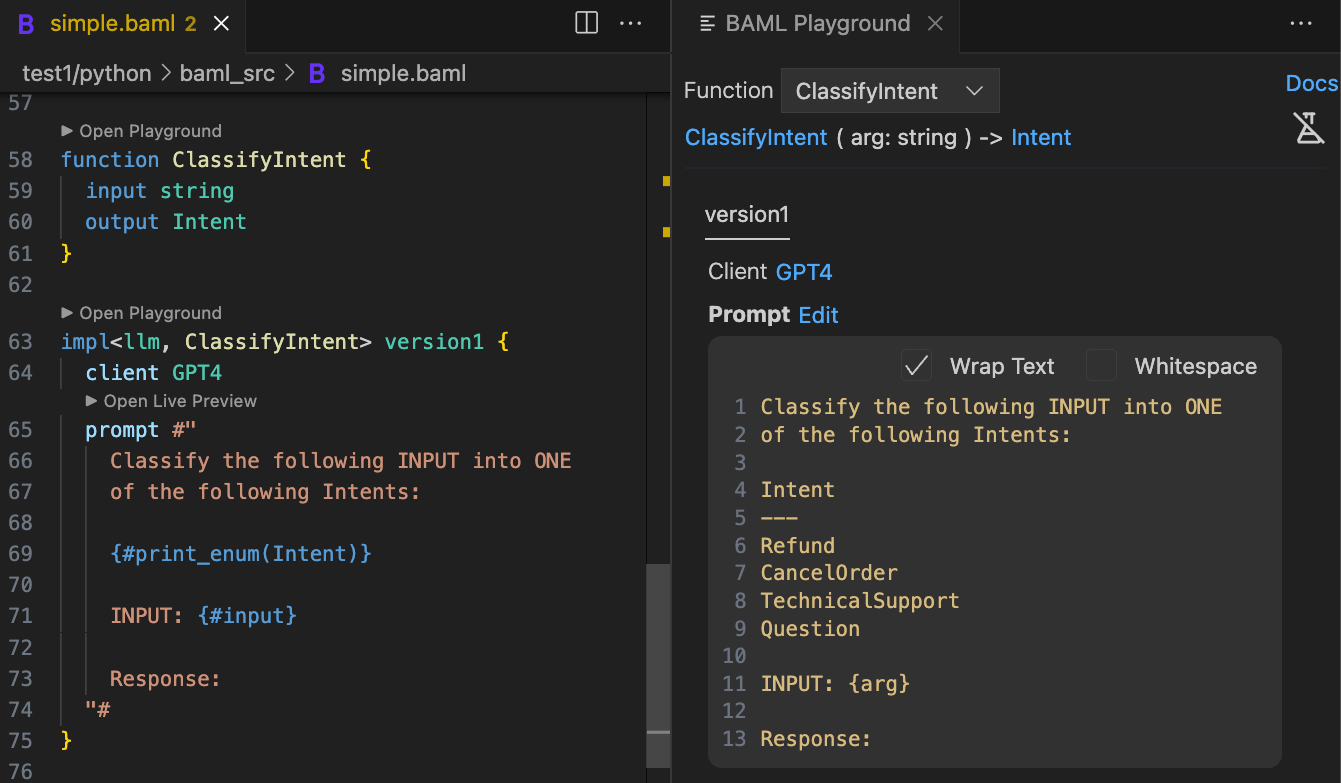 B simple.baml 2
test1/python > baml_src > B simple.baml
57
Open Playground
58 function ClassifyIntent {
59 input string
60 output Intent
61 }
62
Open Playground
63 impl<llm, ClassifyIntent> version1 {
64 client GPT4
Open Live Preview
65 prompt #"
66 Classify the following INPUT into ONE
67 of the following Intents:
68
69 {#print_enum(Intent)}
70
71 INPUT: {#input}
72
73 Response:
74 "#
75 }
76
BAML Playground
Docs
Function ClassifyIntent
ClassifyIntent ( arg: string ) -> Intent
version1
Client GPT4
Prompt Edit
Wrap Text Whitespace
1 Classify the following INPUT into ONE
2 of the following Intents:
3
4 Intent
5 ---
6 Refund
7 CancelOrder
8 TechnicalSupport
9 Question
10
11 INPUT: {arg}
12
13 Response: